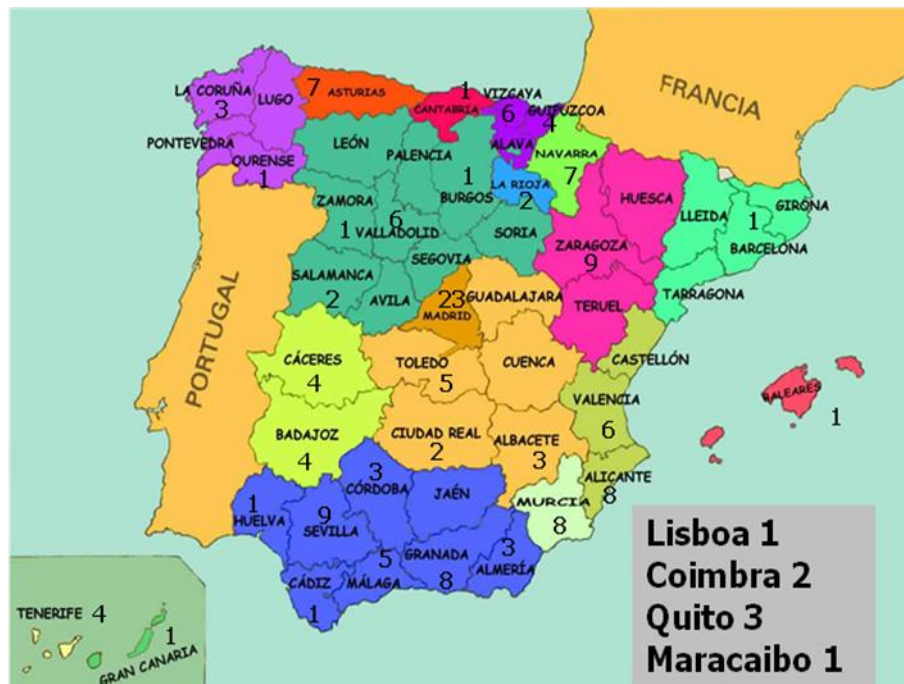 LA CORUÑA
3
LUGO
7 ASTURIAS
1
CANTABRIA
VIZCAYA
6
GUIPUZCOA
4
ALAVA
FRANCIA
PONTEVEDRA
OURENSE
1
LEÓN
PALENCIA
1
BURGOS
LA RIOJA
2
NAVARRA
7
HUESCA
LLEIDA
GIRONA
1
BARCELONA
ZAMORA
1
6
VALLADOLID
SORIA
ZARAGOZA
9
SEGOVIA
SALAMANCA
2
AVILA
23
MADRID
GUADALAJARA
TERUEL
TARRAGONA
PORTUGAL
CÁCERES
4
TOLEDO
5
CUENCA
CASTELLÓN
VALENCIA
6
BALEARES
1
BADAJOZ
4
CIUDAD REAL
2
ALBACETE
3
ALICANTE
8
1
HUELVA
9
SEVILLA
3
CÓRDOBA
JAÉN
MURCIA
8
CÁDIZ
1
5
MÁLAGA
GRANADA
8
3
ALMERÍA
TENERIFE 4
1
GRAN CANARIA
Lisboa 1
Coimbra 2
Quito 3
Maracaibo 1